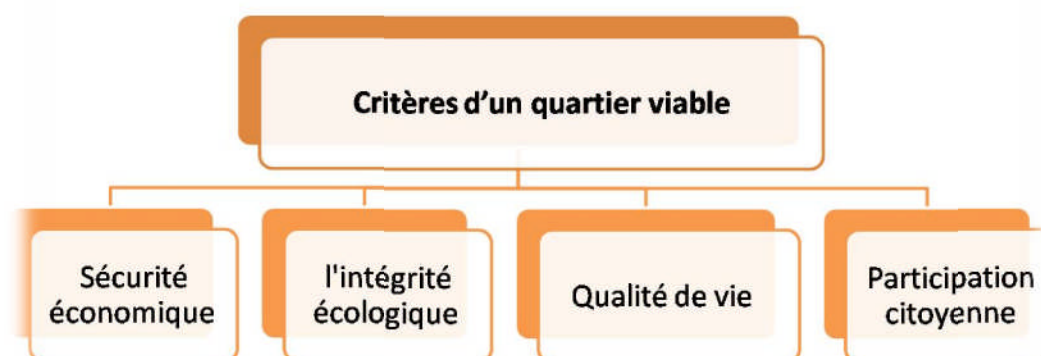 Critères d'un quartier viable
Sécurité
économique
l'intégrité
écologique
Qualité de vie
Participation
citoyenne